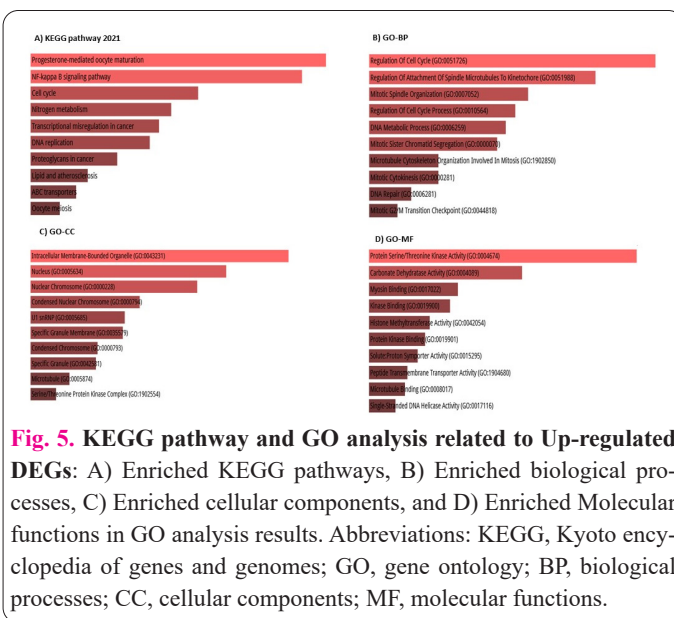 A) KEGG pathway 2021
Progesterone-mediated oocyte maturation
NF-kappa B signaling pathway
Cell cycle
Nitrogen metabolism
Transcriptional misregulation in cancer
DNA replication
Proteoglycans in cancer
Lipid and atherosclerosis
ABC transporters
Oocyte meiosis
B) GO-BP
Regulation Of Cell Cycle (GO:0051726)
Regulation Of Attachment Of Spindle Microtubules To Kinetochore (GO:0051988)
Mitotic Spindle Organization (GO:0007052)
Regulation Of Cell Cycle Process (GO:0010564)
DNA Metabolic Process (GO:0006259)
Mitotic Sister Chromatid Segregation (GO:0000070)
Microtubule Cytoskeleton Organization Involved In Mitosis (GO:1902850)
Mitotic Cytokinesis (GO:0000281)
DNA Repair (GO:0006281)
Mitotic G2/M Transition Checkpoint (GO:0044818)
C) GO-CC
Intracellular Membrane-Bounded Organelle (GO:0043231)
Nucleus (GO:0005634)
Nuclear Chromosome (GO:0000228)
Condensed Nuclear Chromosome (GO:0000794)
U1 snRNP (GO:0005685)
Specific Granule Membrane (GO:0035579)
Condensed Chromosome (GO:0000793)
Specific Granule (GO:0042581)
Microtubule (GO:0005874)
Serine/Threonine Protein Kinase Complex (GO:1902554)
D) GO-MF
Protein Serine/Threonine Kinase Activity (GO:0004674)
Carbonate Dehydratase Activity (GO:0004089)
Myosin Binding (GO:0017022)
Kinase Binding (GO:0019900)
Histone Methyltransferase Activity (GO:0042054)
Protein Kinase Binding (GO:0019901)
Solute:Proton Symporter Activity (GO:0015295)
Peptide Transmembrane Transporter Activity (GO:1904680)
Microtubule Binding (GO:0008017)
Single-Stranded DNA Helicase Activity (GO:0017116)
Fig. 5. KEGG pathway and GO analysis related to Up-regulated
DEGs: A) Enriched KEGG pathways, B) Enriched biological pro-
cesses, C) Enriched cellular components, and D) Enriched Molecular
functions in GO analysis results. Abbreviations: KEGG, Kyoto ency-
clopedia of genes and genomes; GO, gene ontology; BP, biological
processes; CC, cellular components; MF, molecular functions.